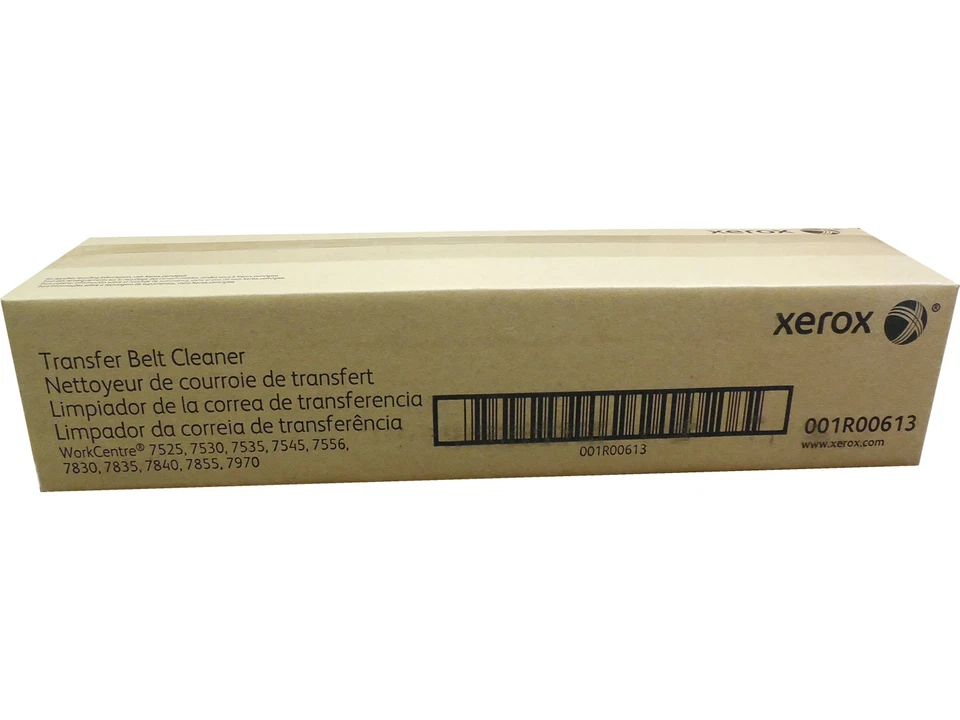 xerox
xerox ®
Transfer Belt Cleaner
Nettoyeur de courroie de transfert
Limpiador de la correa de transferencia
Limpador da correia de transferência
WorkCentre® 7525, 7530, 7535, 7545, 7556,
7830, 7835, 7840, 7855, 7970
001R00613
001R00613
www.xerox.com